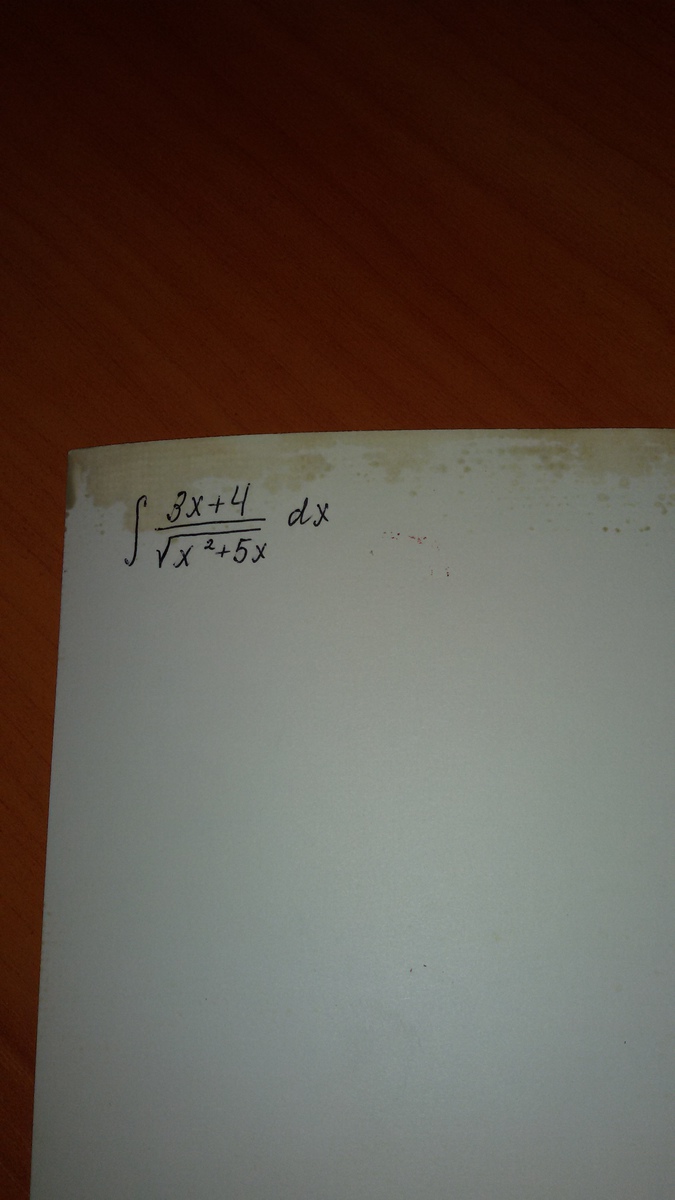 ∫ (3x+4)/√(x²+5x) dx